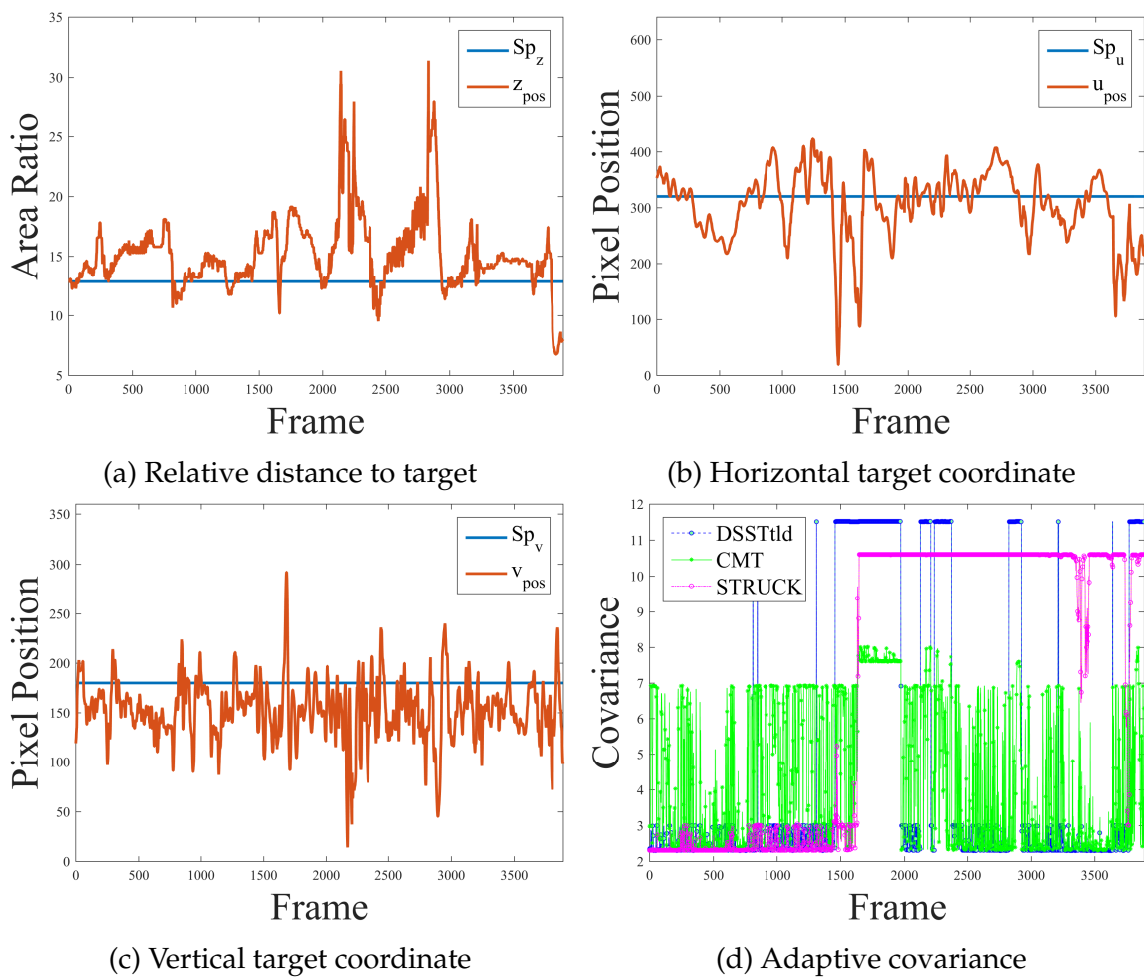 35
30
25
20
15
10
5
Area Ratio
Sp_z
z_pos
0 500 1000 1500 2000 2500 3000 3500
Frame
(a) Relative distance to target
600
500
400
300
200
100
0
Pixel Position
Sp_u
u_pos
0 500 1000 1500 2000 2500 3000 3500
Frame
(b) Horizontal target coordinate
350
300
250
200
150
100
50
0
Pixel Position
Sp_v
v_pos
0 500 1000 1500 2000 2500 3000 3500
Frame
(c) Vertical target coordinate
12
11
10
9
8
7
6
5
4
3
2
Covariance
DSSTtld
CMT
STRUCK
0 500 1000 1500 2000 2500 3000 3500
Frame
(d) Adaptive covariance